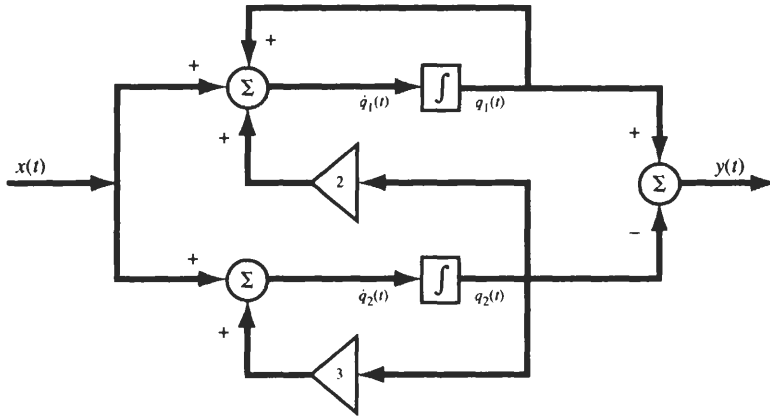 +
+
Σ
q̇₁(t)
∫
q₁(t)
+
+
x(t)
2
Σ
y(t)
−
+
Σ
q̇₂(t)
∫
q₂(t)
+
3